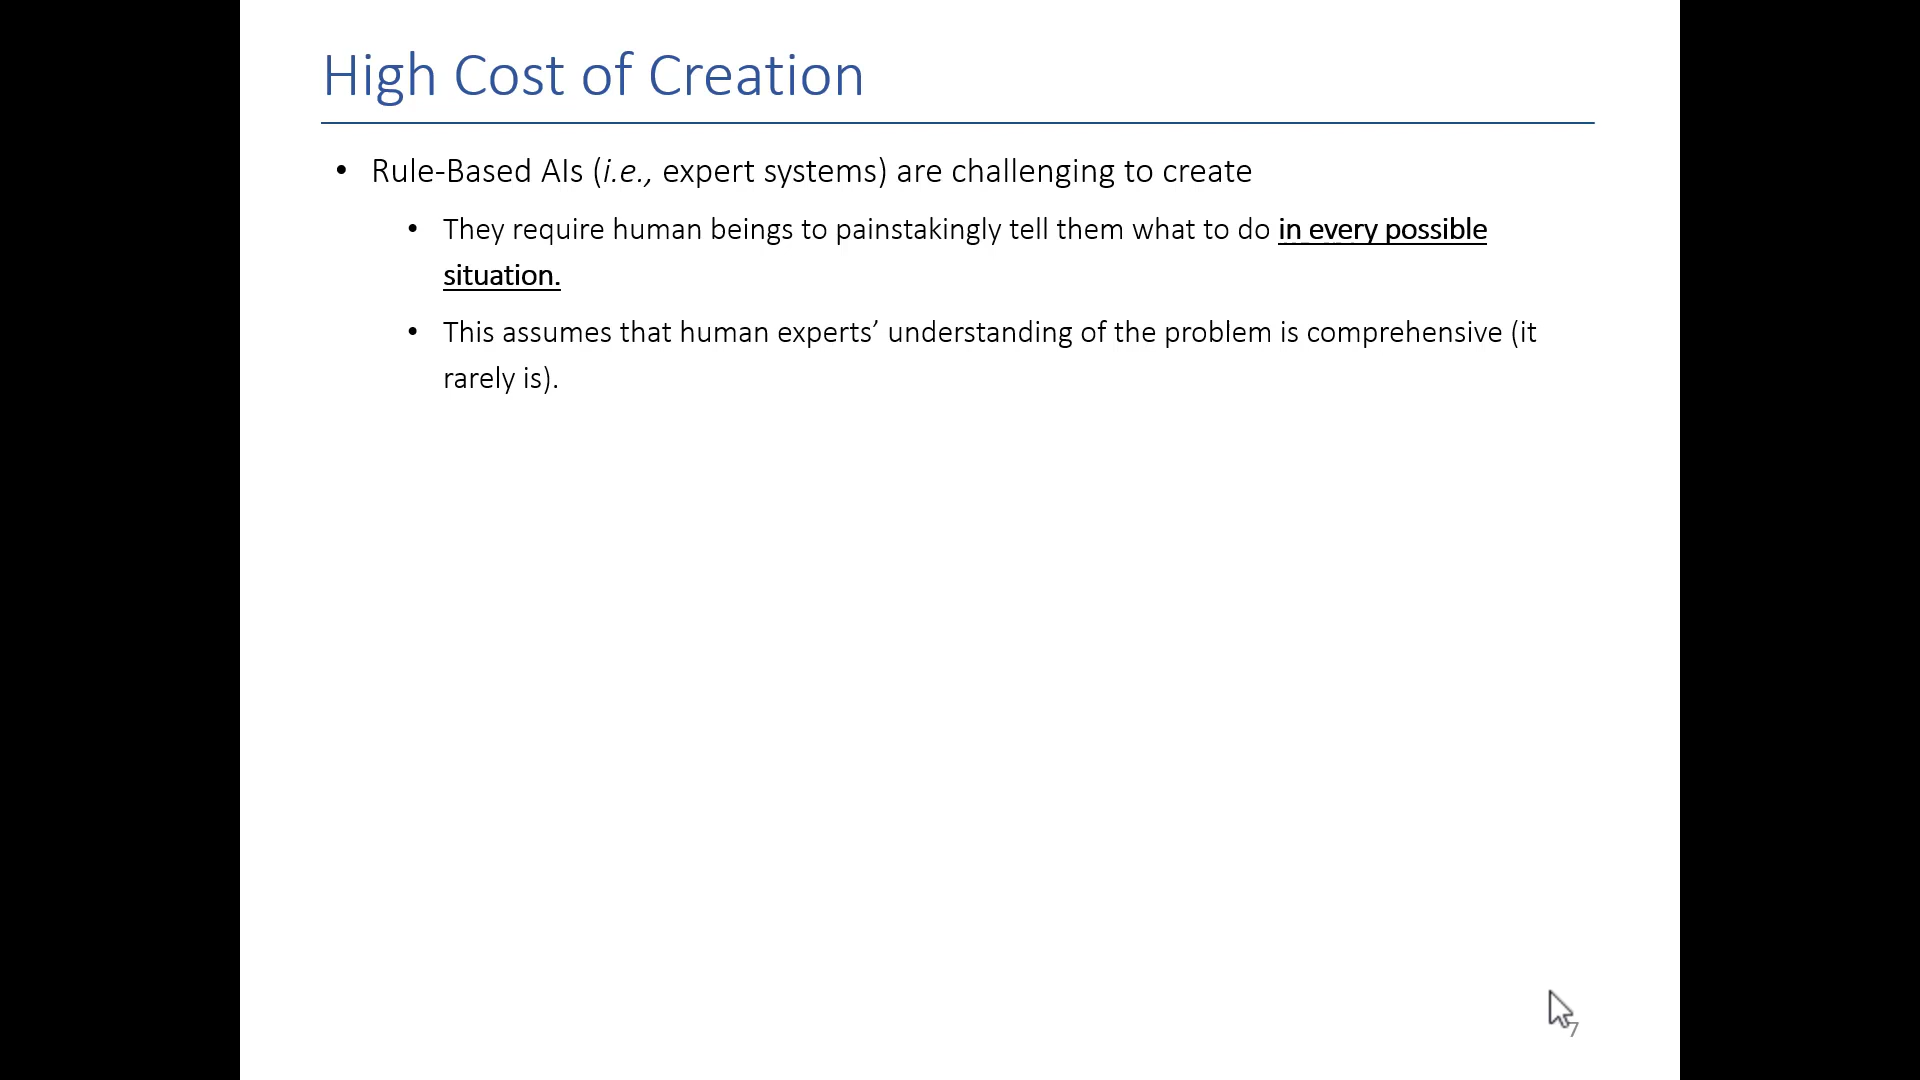 High Cost of Creation
• Rule-Based AIs (i.e., expert systems) are challenging to create
• They require human beings to painstakingly tell them what to do in every possible
situation.
• This assumes that human experts’ understanding of the problem is comprehensive (it
rarely is).
7